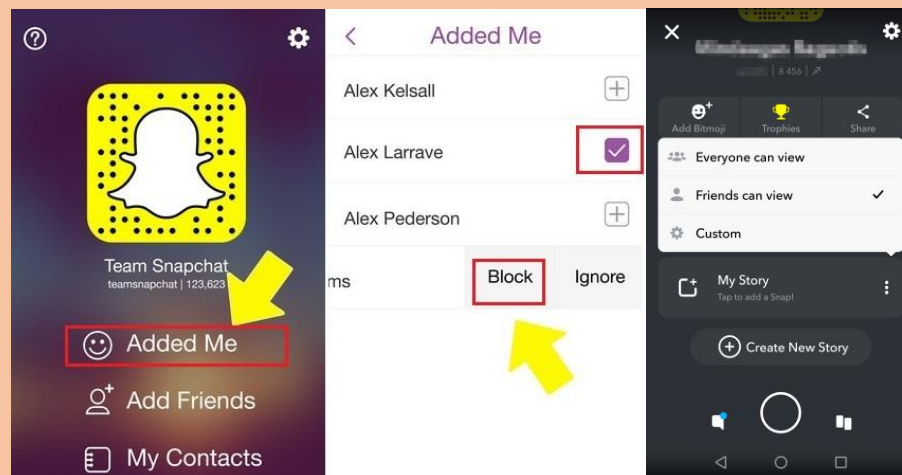 Team Snapchat
teamsnapchat | 123,623
Added Me
Add Friends
My Contacts
Added Me
Alex Kelsall
Alex Larrave
Alex Pederson
ms
Block
Ignore
| 8 456 |
Add Bitmoji
Trophies
Share
Everyone can view
Friends can view
Custom
My Story
Tap to add a Snap!
Create New Story